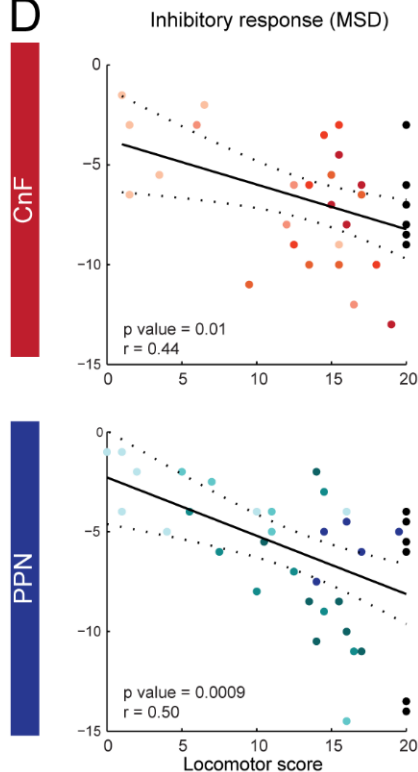 D
Inhibitory response (MSD)
CnF
0
−5
−10
−15
p value = 0.01
r = 0.44
0
5
10
15
20
PPN
0
−5
−10
−15
p value = 0.0009
r = 0.50
0
5
10
15
20
Locomotor score